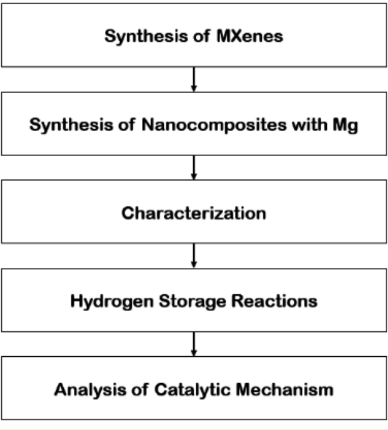 Synthesis of MXenes
Synthesis of Nanocomposites with Mg
Characterization
Hydrogen Storage Reactions
Analysis of Catalytic Mechanism